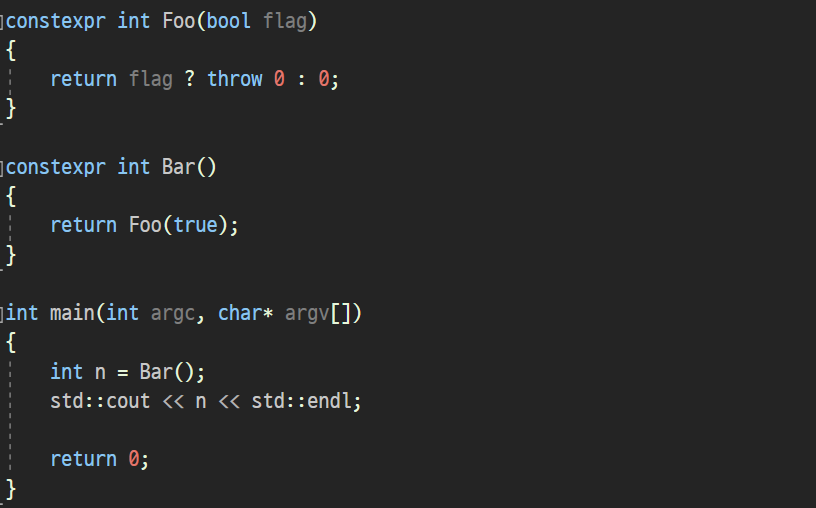 constexpr int Foo(bool flag)
{
    return flag ? throw 0 : 0;
}

constexpr int Bar()
{
    return Foo(true);
}

int main(int argc, char* argv[])
{
    int n = Bar();
    std::cout << n << std::endl;

    return 0;
}